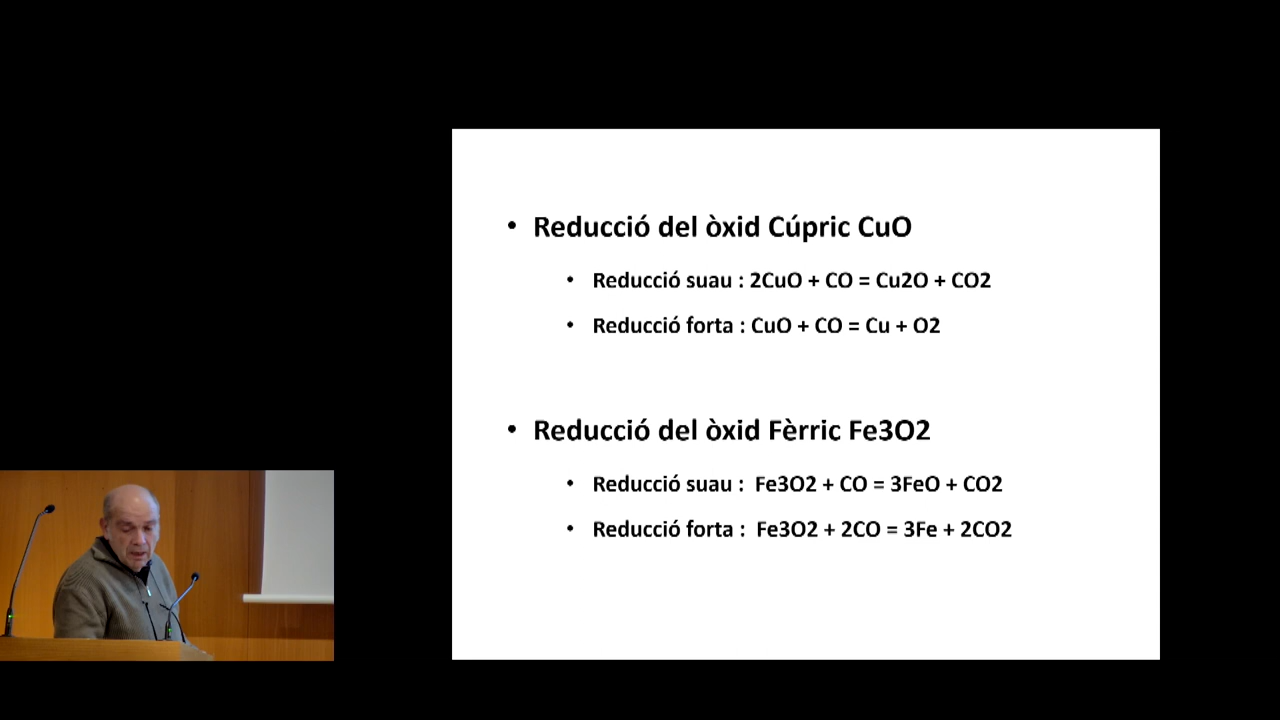 • Reducció del òxid Cúpric CuO
• Reducció suau : 2CuO + CO = Cu2O + CO2
• Reducció forta : CuO + CO = Cu + O2
• Reducció del òxid Fèrric Fe3O2
• Reducció suau : Fe3O2 + CO = 3FeO + CO2
• Reducció forta : Fe3O2 + 2CO = 3Fe + 2CO2